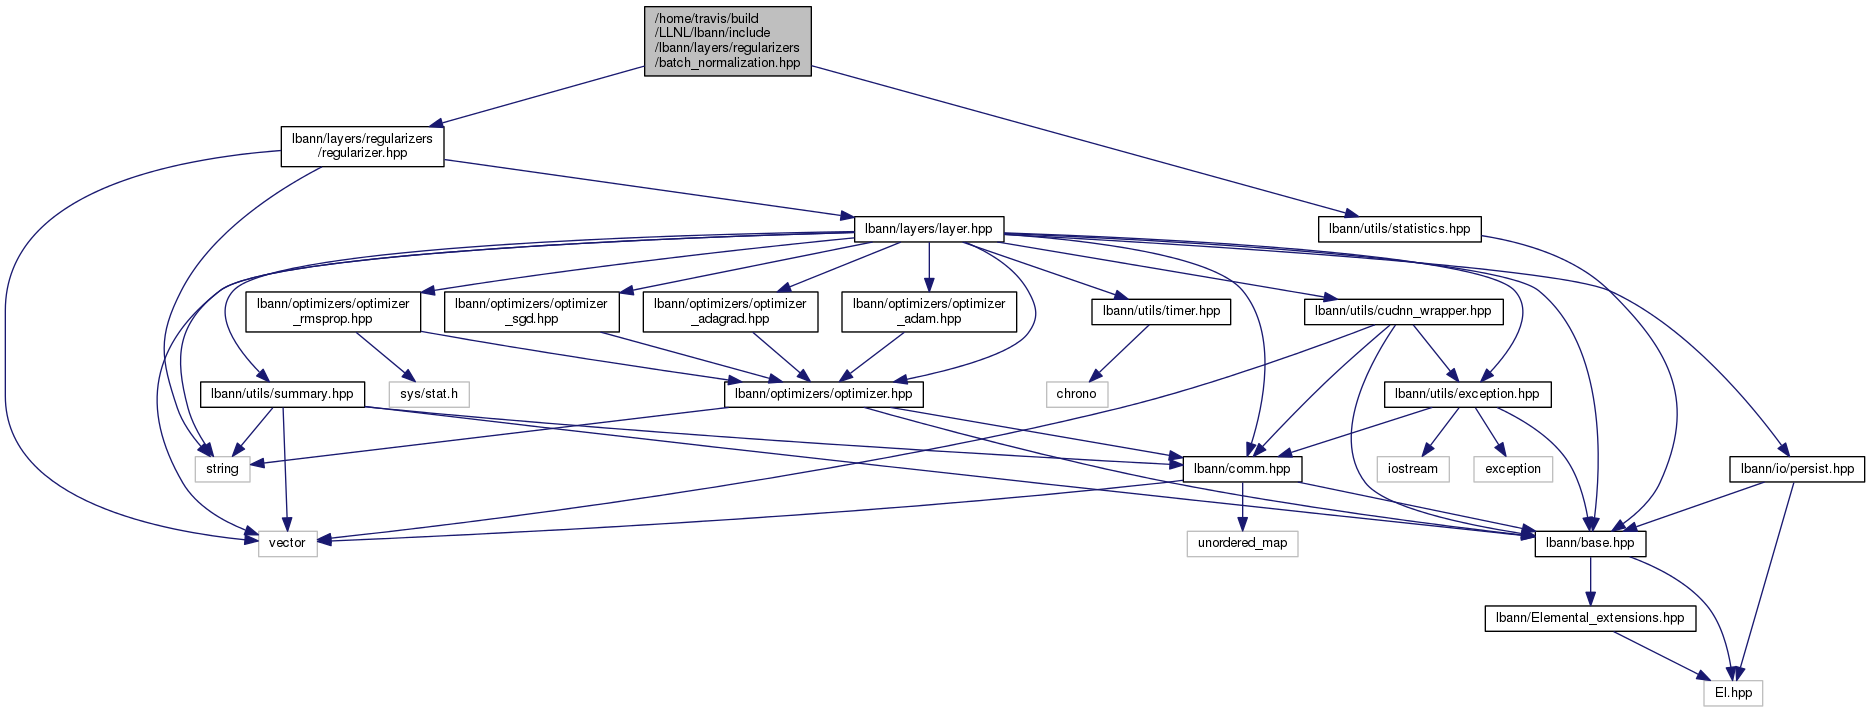 /home/travis/build
/LLNL/lbann/include
/lbann/layers/regularizers
/batch_normalization.hpp
lbann/layers/regularizers
/regularizer.hpp
lbann/layers/layer.hpp
lbann/utils/statistics.hpp
lbann/optimizers/optimizer
_rmsprop.hpp
lbann/optimizers/optimizer
_sgd.hpp
lbann/optimizers/optimizer
_adagrad.hpp
lbann/optimizers/optimizer
_adam.hpp
lbann/utils/timer.hpp
lbann/utils/cudnn_wrapper.hpp
lbann/utils/summary.hpp
sys/stat.h
lbann/optimizers/optimizer.hpp
chrono
lbann/utils/exception.hpp
string
lbann/comm.hpp
iostream
exception
lbann/io/persist.hpp
vector
unordered_map
lbann/base.hpp
lbann/Elemental_extensions.hpp
El.hpp